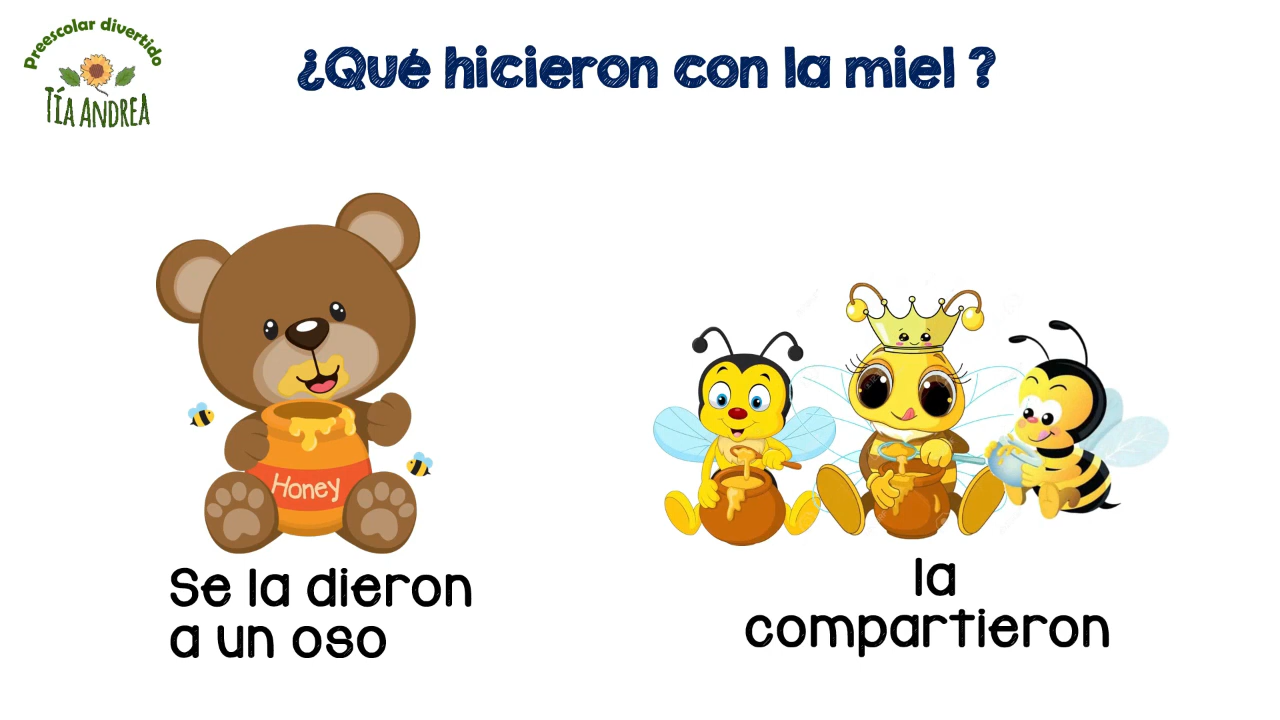 Preescolar divertido
TÍA ANDREA
¿Qué hicieron con la miel ?
Honey
Se la dieron
a un oso
la
compartieron